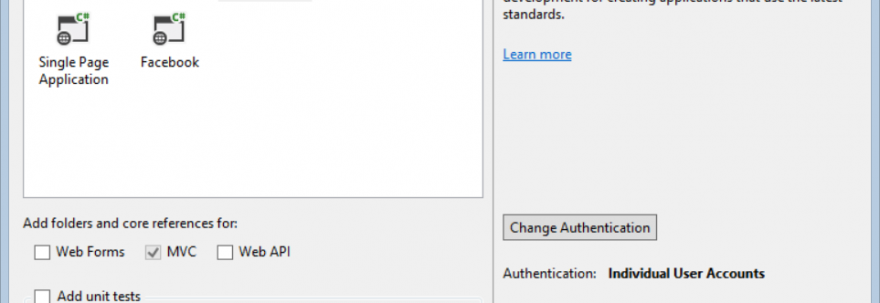 development for creating applications that use the latest
standards.
C# C#
Single Page Facebook
Application
Learn more
Add folders and core references for:
Change Authentication
Web Forms MVC Web API
Authentication: Individual User Accounts
Add unit tests